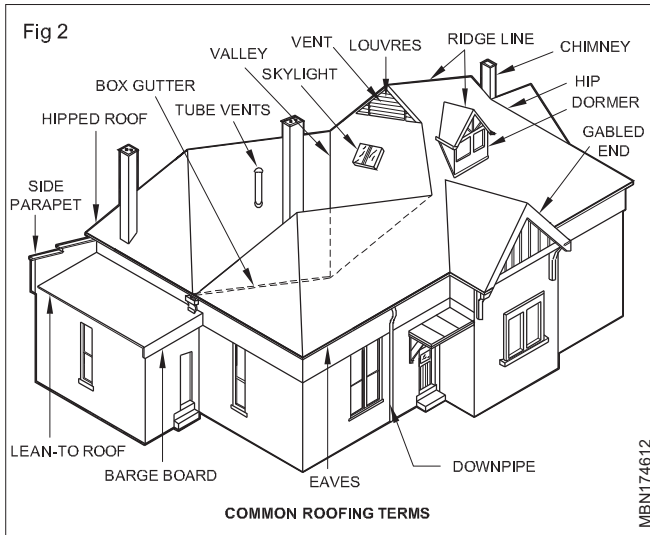 Fig 2
VENT
LOUVRES
RIDGE LINE
CHIMNEY
VALLEY
SKYLIGHT
HIP
BOX GUTTER
DORMER
TUBE VENTS
HIPPED ROOF
GABLED
END
SIDE
PARAPET
LEAN-TO ROOF
BARGE BOARD
EAVES
DOWNPIPE
COMMON ROOFING TERMS
MBN174612